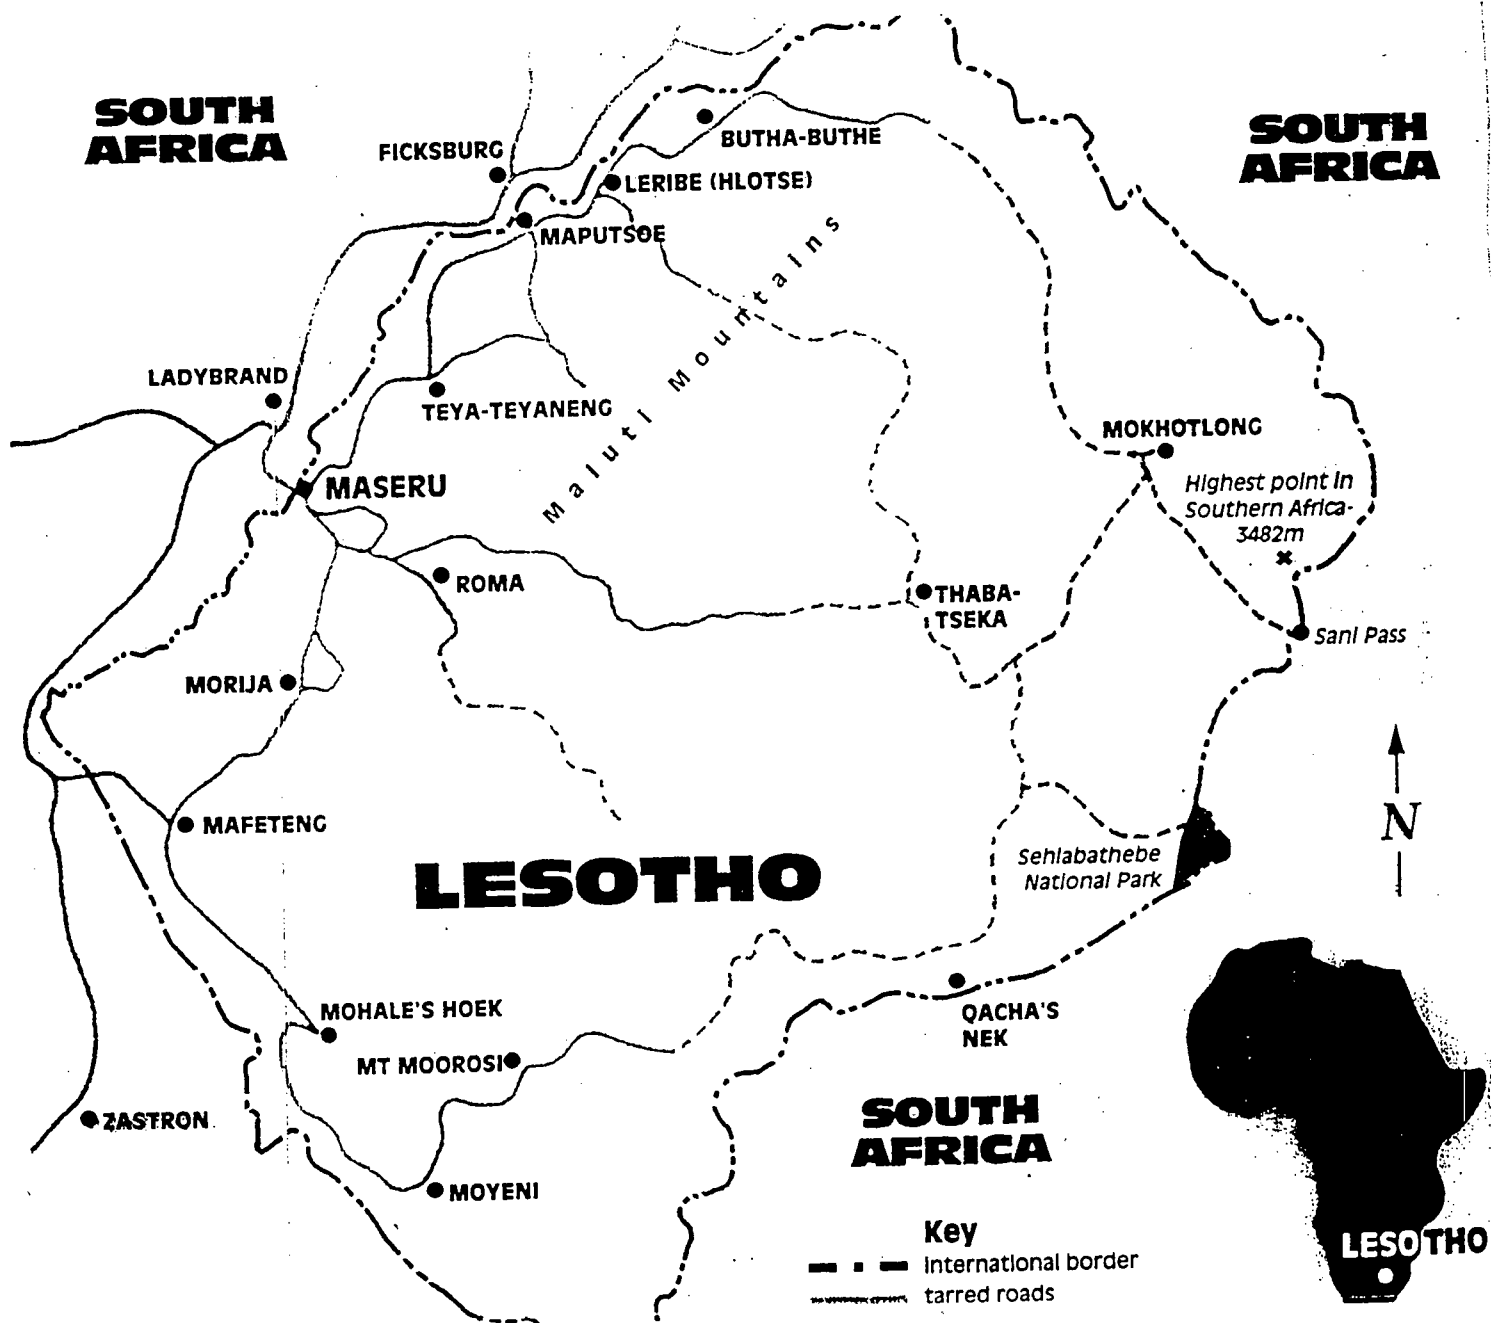 SOUTH
AFRICA
SOUTH
AFRICA
FICKSBURG
BUTHA-BUTHE
LERIBE (HLOTSE)
MAPUTSOE
Maluti Mountains
LADYBRAND
TEYA-TEYANENG
MASERU
MOKHOTLONG
Highest point in
Southern Africa-
3482m
ROMA
THABA-
TSEKA
Sani Pass
MORIJA
N
MAFETENG
LESOTHO
Sehlabathebe
National Park
MOHALE'S HOEK
QACHA'S
NEK
MT MOOROSI
ZASTRON
SOUTH
AFRICA
MOYENI
Key
International border
tarred roads
LESOTHO